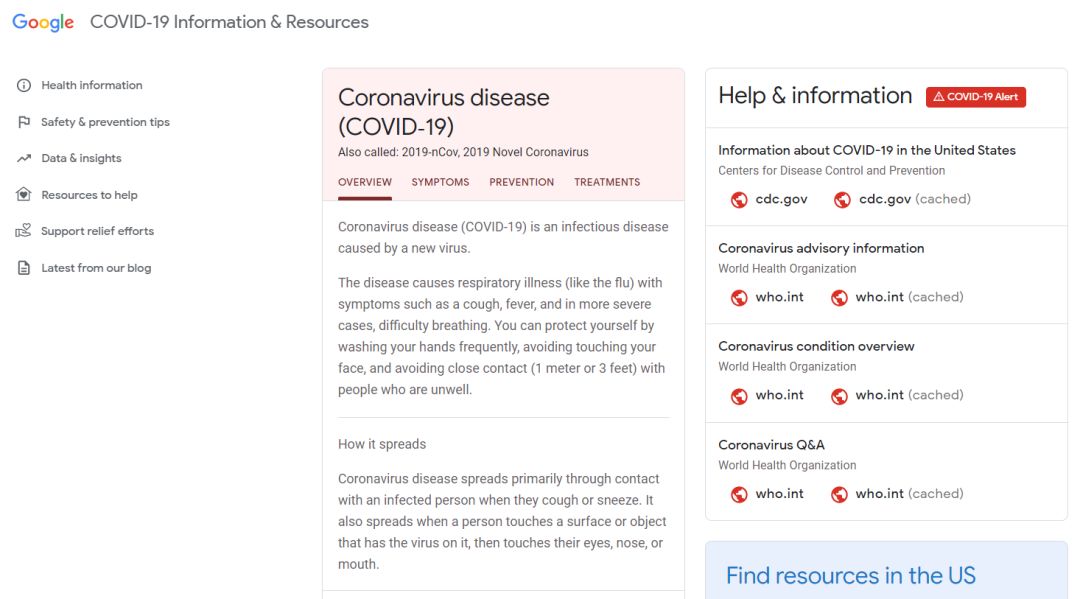 Google COVID-19 Information & Resources
Health information
Safety & prevention tips
Data & insights
Resources to help
Support relief efforts
Latest from our blog
Coronavirus disease
(COVID-19)
Also called: 2019-nCov, 2019 Novel Coronavirus
OVERVIEW SYMPTOMS PREVENTION TREATMENTS
Coronavirus disease (COVID-19) is an infectious disease
caused by a new virus.
The disease causes respiratory illness (like the flu) with
symptoms such as a cough, fever, and in more severe
cases, difficulty breathing. You can protect yourself by
washing your hands frequently, avoiding touching your
face, and avoiding close contact (1 meter or 3 feet) with
people who are unwell.
How it spreads
Coronavirus disease spreads primarily through contact
with an infected person when they cough or sneeze. It
also spreads when a person touches a surface or object
that has the virus on it, then touches their eyes, nose, or
mouth.
Help & information COVID-19 Alert
Information about COVID-19 in the United States
Centers for Disease Control and Prevention
cdc.gov cdc.gov (cached)
Coronavirus advisory information
World Health Organization
who.int who.int (cached)
Coronavirus condition overview
World Health Organization
who.int who.int (cached)
Coronavirus Q&A
World Health Organization
who.int who.int (cached)
Find resources in the US